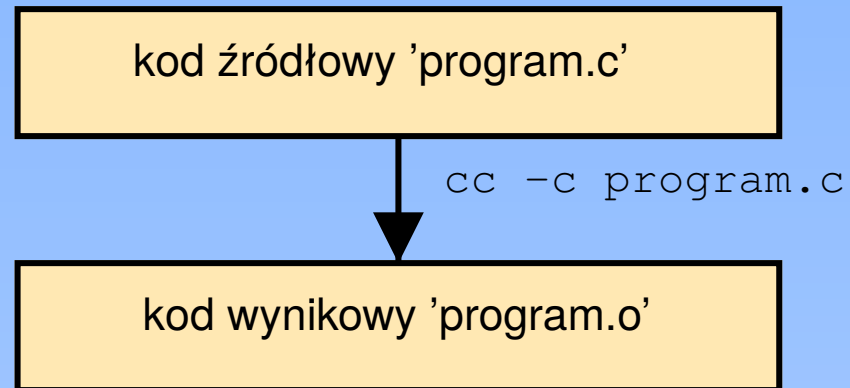 kod źródłowy ’program.c’
cc −c program.c
kod wynikowy ’program.o’